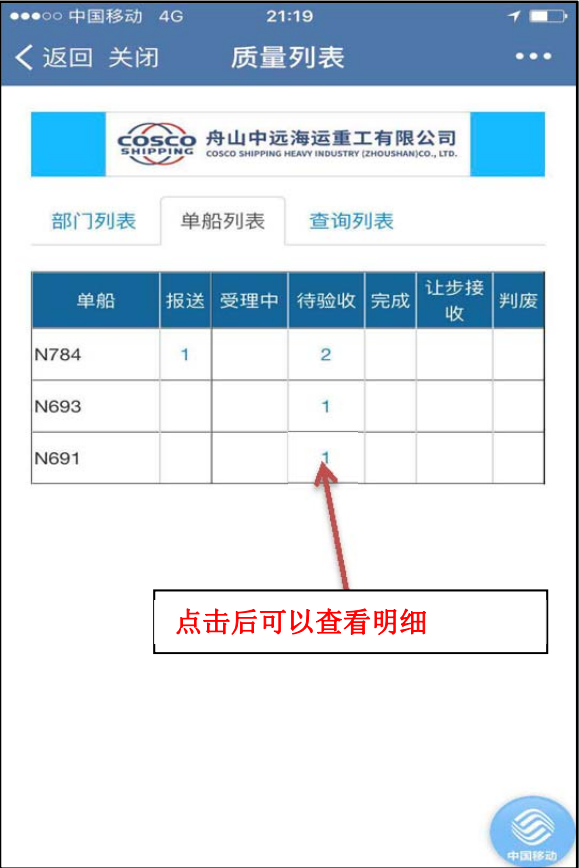 中国移动 4G 21:19
返回 关闭 质量列表
COSCO SHIPPING 舟山中远海运重工有限公司
COSCO SHIPPING HEAVY INDUSTRY (ZHOUSHAN)CO., LTD.
部门列表 单船列表 查询列表
单船 报送 受理中 待验收 完成 让步接收 判废
N784 1 2
N693 1
N691 1
点击后可以查看明细
中国移动